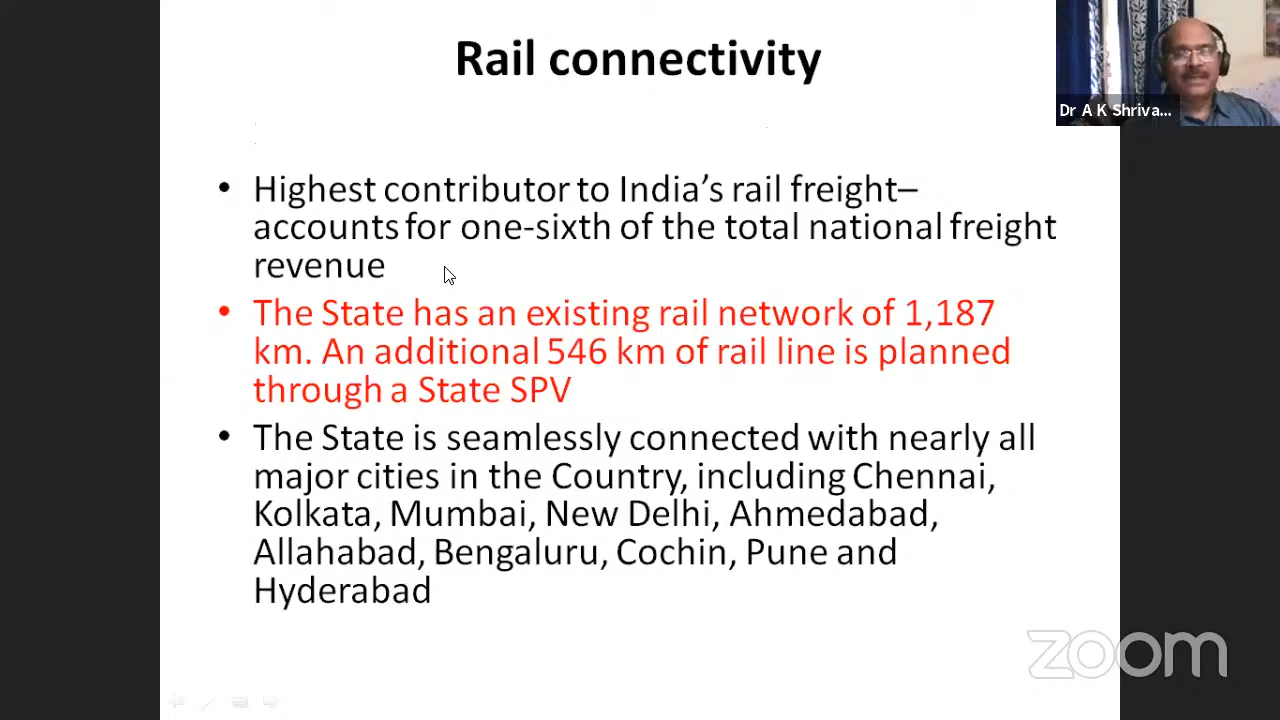 Rail connectivity
Dr A K Shriva...
• Highest contributor to India’s rail freight–
accounts for one-sixth of the total national freight
revenue
• The State has an existing rail network of 1,187
km. An additional 546 km of rail line is planned
through a State SPV
• The State is seamlessly connected with nearly all
major cities in the Country, including Chennai,
Kolkata, Mumbai, New Delhi, Ahmedabad,
Allahabad, Bengaluru, Cochin, Pune and
Hyderabad
zoom